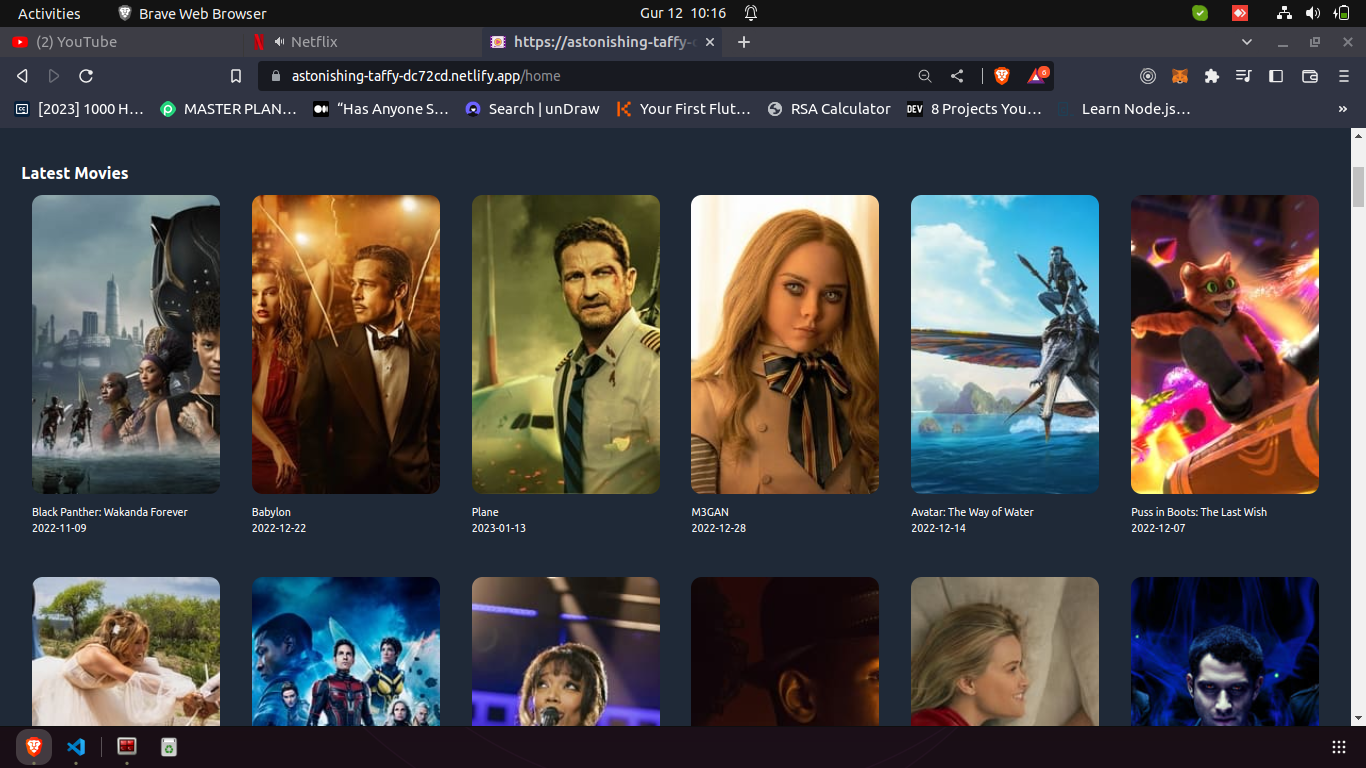 Activities
Brave Web Browser
Gur 12 10:16
(2) YouTube
Netflix
https://astonishing-taffy-
astonishing-taffy-dc72cd.netlify.app/home
6
[2023] 1000 H…
MASTER PLAN…
“Has Anyone S…
Search | unDraw
Your First Flut…
RSA Calculator
DEV
8 Projects You…
Learn Node.js…
»
Latest Movies
Black Panther: Wakanda Forever
2022-11-09
Babylon
2022-12-22
Plane
2023-01-13
M3GAN
2022-12-28
Avatar: The Way of Water
2022-12-14
Puss in Boots: The Last Wish
2022-12-07